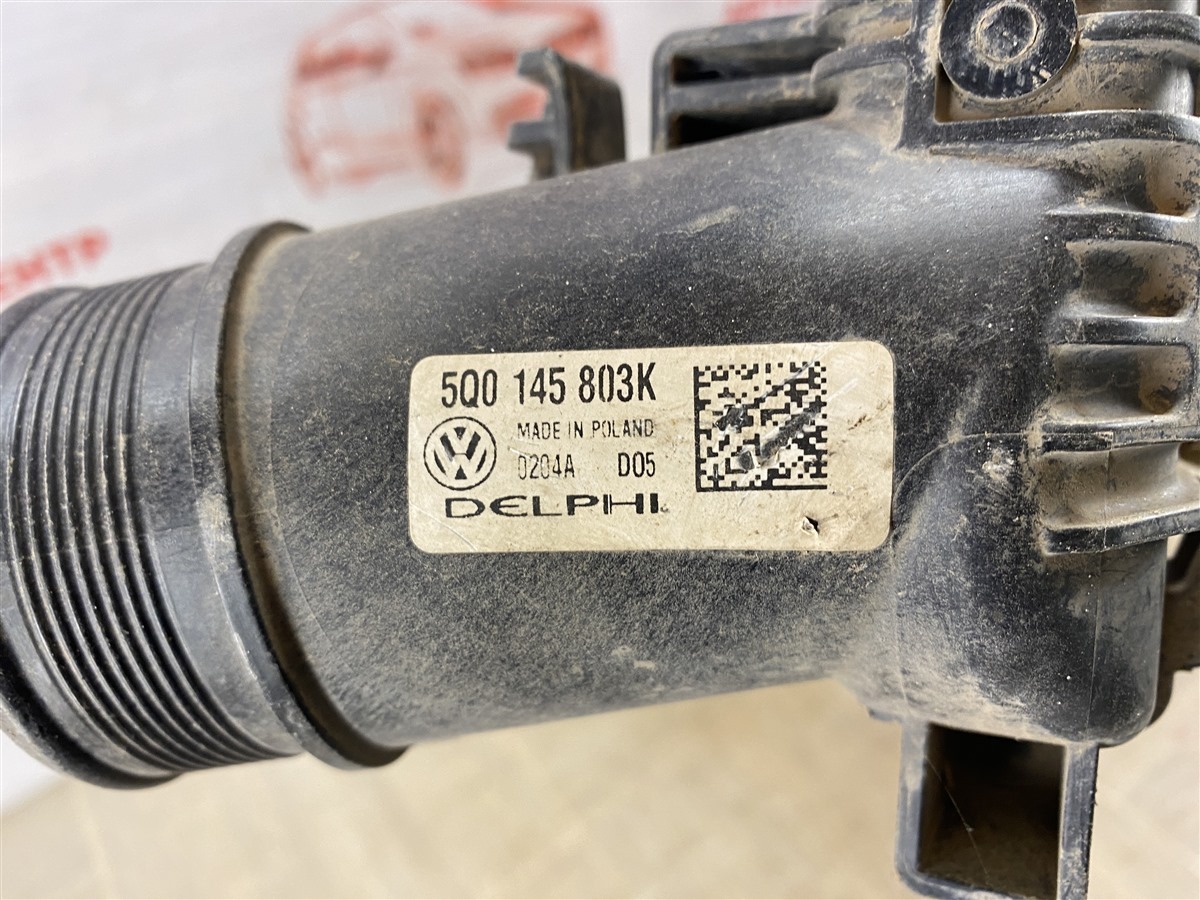 5Q0 145 803K
MADE IN POLAND
0204A D05
DELPHI